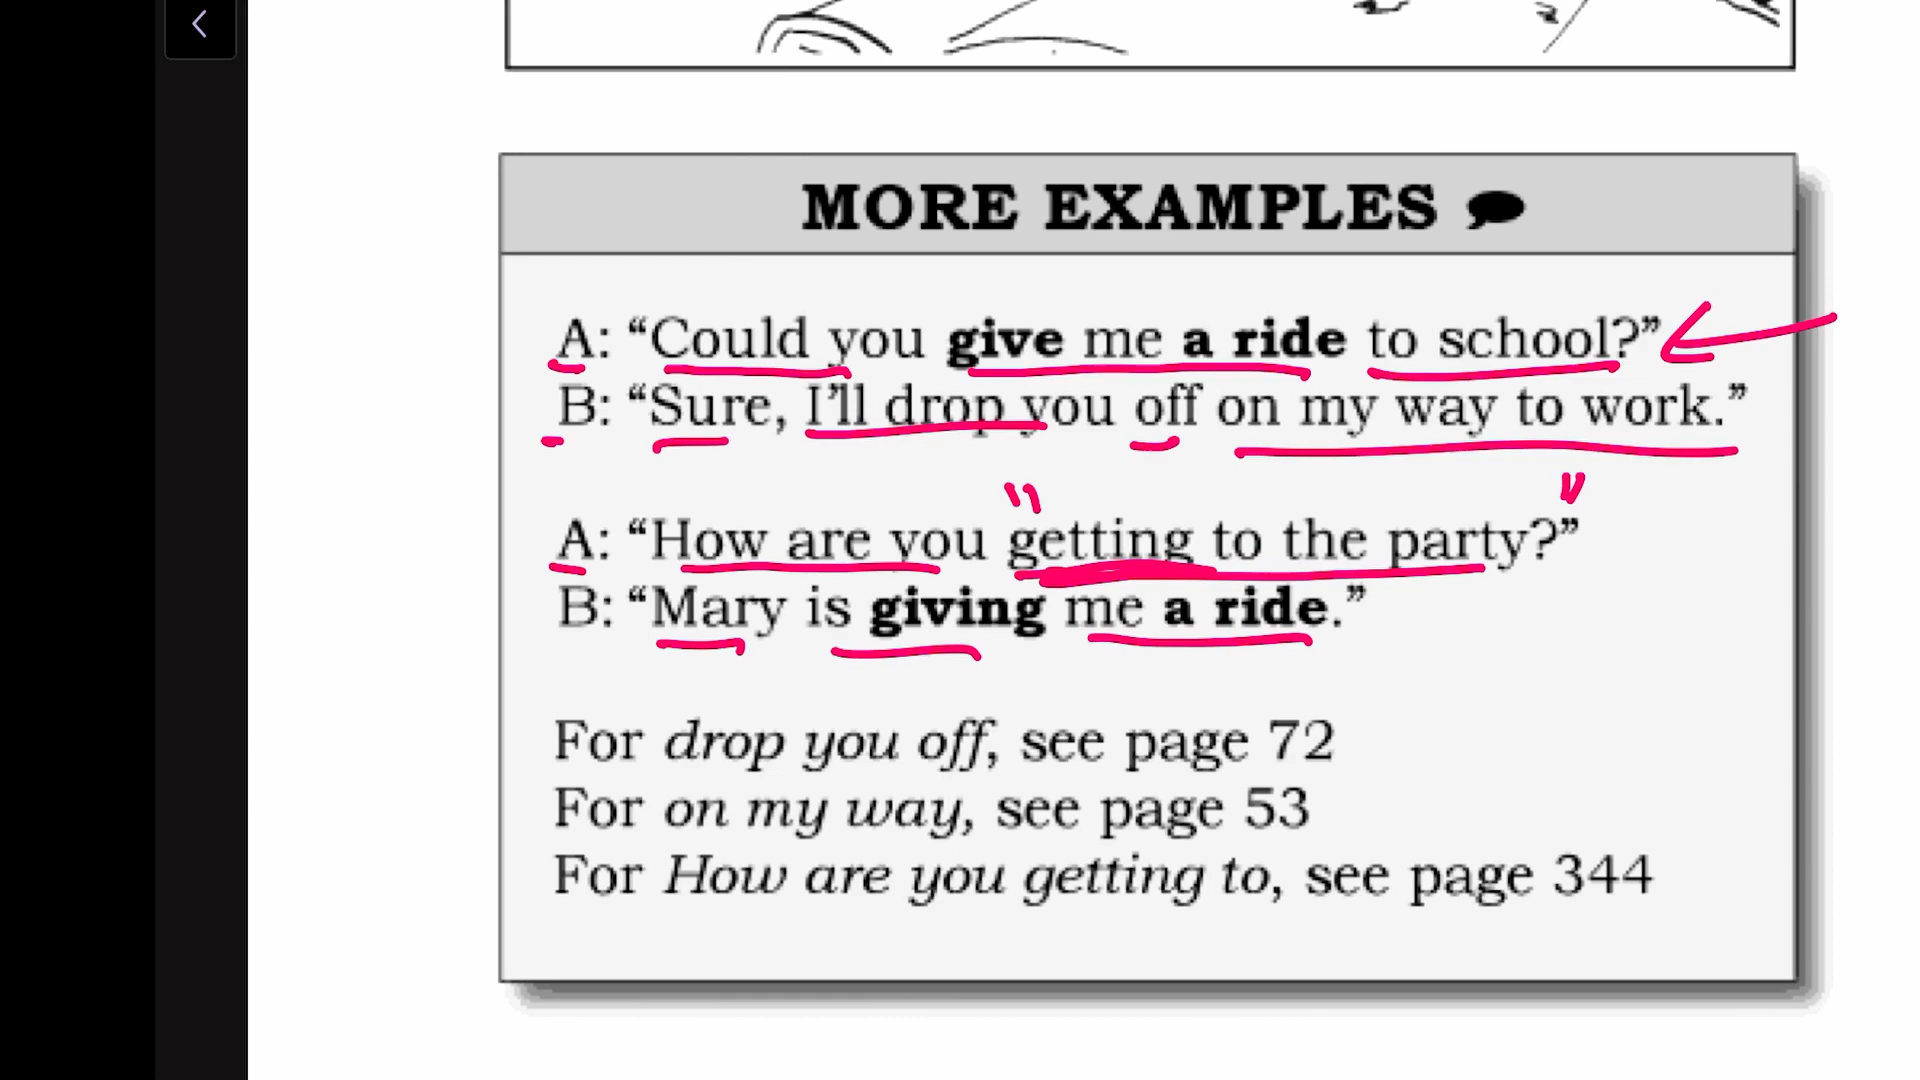 MORE EXAMPLES
A: “Could you give me a ride to school?”
B: “Sure, I’ll drop you off on my way to work.”
A: “How are you getting to the party?”
B: “Mary is giving me a ride.”
For drop you off, see page 72
For on my way, see page 53
For How are you getting to, see page 344